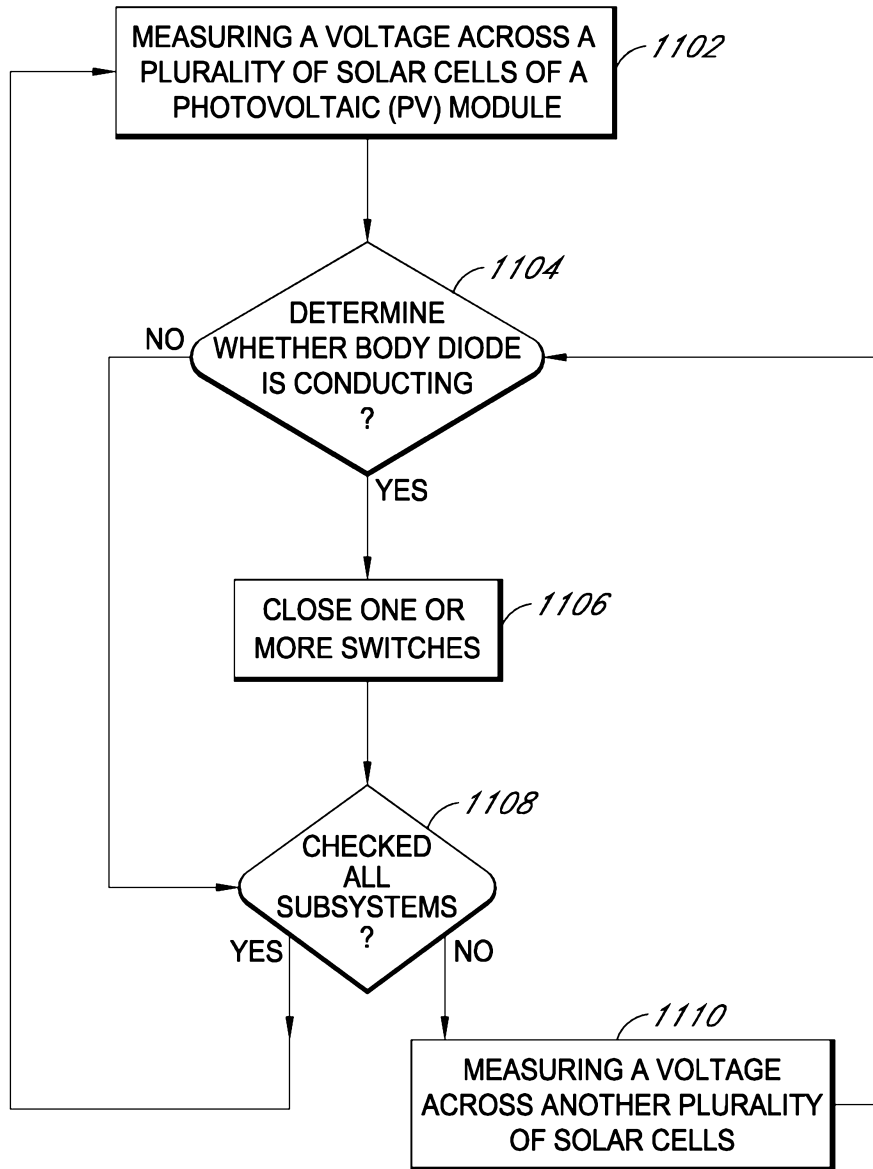 MEASURING A VOLTAGE ACROSS A
PLURALITY OF SOLAR CELLS OF A
PHOTOVOLTAIC (PV) MODULE
1102
1104
DETERMINE
WHETHER BODY DIODE
IS CONDUCTING
?
NO
YES
CLOSE ONE OR
MORE SWITCHES
1106
1108
CHECKED
ALL
SUBSYSTEMS
?
YES
NO
1110
MEASURING A VOLTAGE
ACROSS ANOTHER PLURALITY
OF SOLAR CELLS